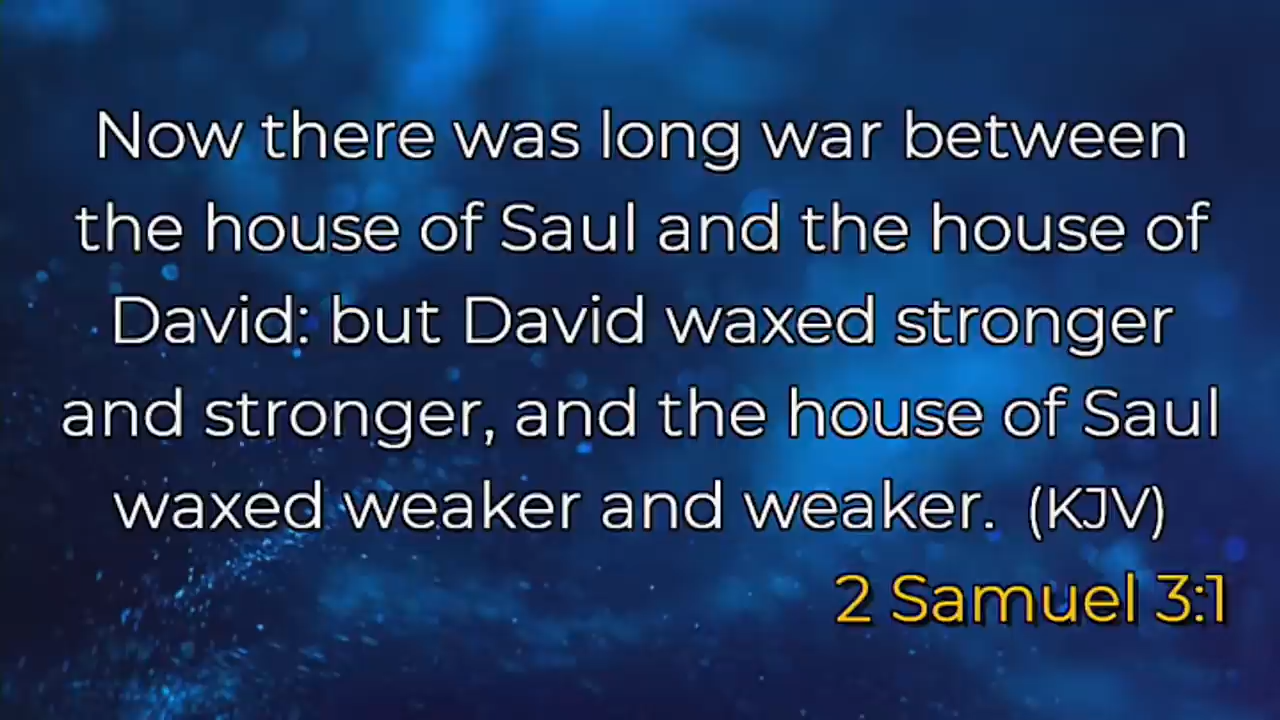 Now there was long war between
the house of Saul and the house of
David: but David waxed stronger
and stronger, and the house of Saul
waxed weaker and weaker. (KJV)
2 Samuel 3:1